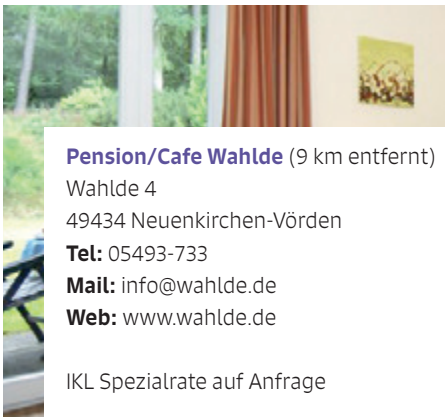 Pension/Cafe Wahlde (9 km entfernt)
Wahlde 4
49434 Neuenkirchen-Vörden
Tel: 05493-733
Mail: info@wahlde.de
Web: www.wahlde.de
IKL Spezialrate auf Anfrage